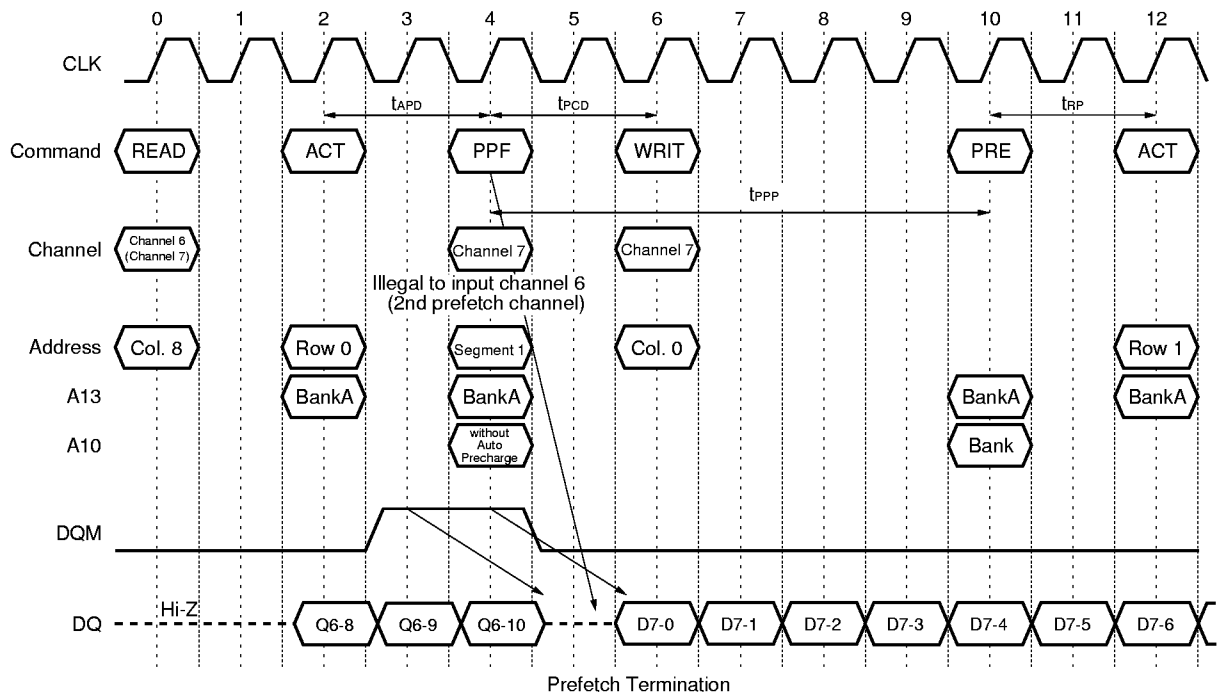 0 1 2 3 4 5 6 7 8 9 10 11 12
CLK
tAPD tPCD tRP
Command READ ACT PPF WRIT PRE ACT
tPPP
Channel Channel 6 (Channel 7) Channel 7 Channel 7
Illegal to input channel 6
(2nd prefetch channel)
Address Col. 8 Row 0 Segment 1 Col. 0 Row 1
A13 BankA BankA BankA BankA
A10 without Auto Precharge Bank
DQM
Hi-Z
DQ Q6-8 Q6-9 Q6-10 D7-0 D7-1 D7-2 D7-3 D7-4 D7-5 D7-6
Prefetch Termination